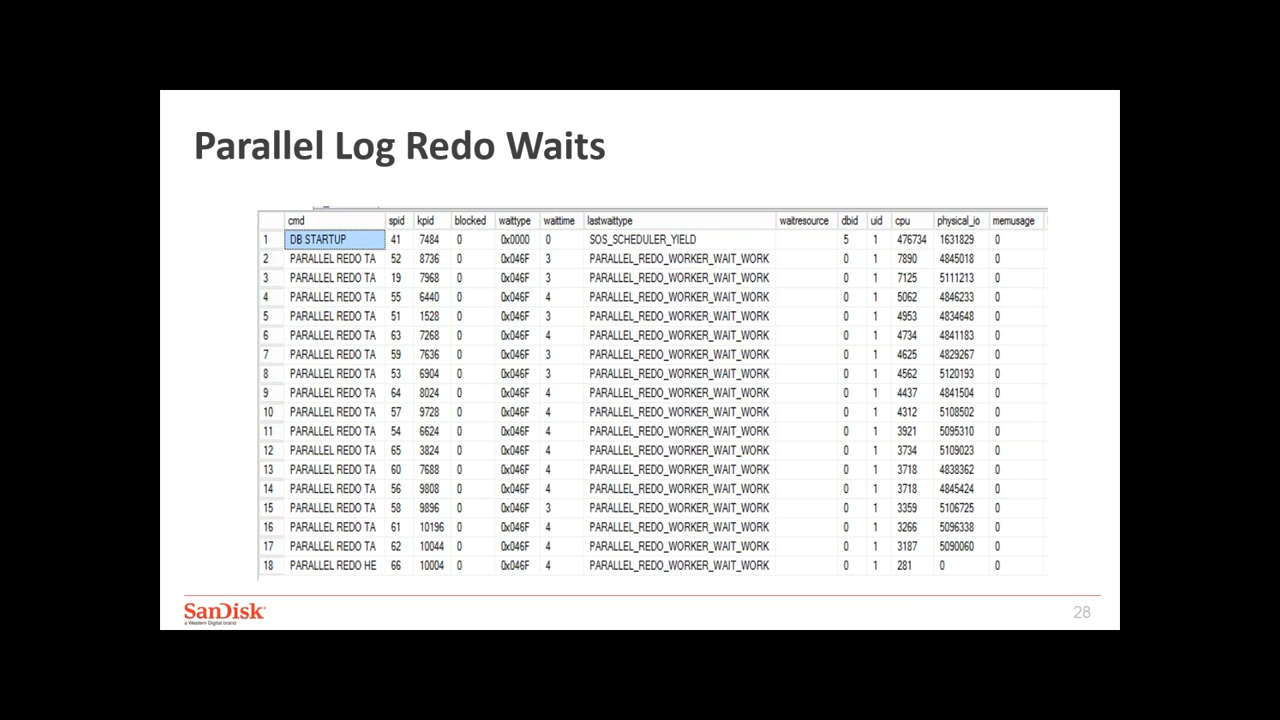 Parallel Log Redo Waits
cmd spid kpid blocked waittype waittime lastwaittype waitresource dbid uid cpu physical_io memusage
1 DB STARTUP 41 7484 0 0x0000 0 SOS_SCHEDULER_YIELD 5 1 476734 1631829 0
2 PARALLEL REDO TA 52 8736 0 0x046F 3 PARALLEL_REDO_WORKER_WAIT_WORK 0 1 7890 4845018 0
3 PARALLEL REDO TA 19 7968 0 0x046F 3 PARALLEL_REDO_WORKER_WAIT_WORK 0 1 7125 5111213 0
4 PARALLEL REDO TA 55 6440 0 0x046F 4 PARALLEL_REDO_WORKER_WAIT_WORK 0 1 5062 4846233 0
5 PARALLEL REDO TA 51 1528 0 0x046F 3 PARALLEL_REDO_WORKER_WAIT_WORK 0 1 4953 4834648 0
6 PARALLEL REDO TA 63 7268 0 0x046F 4 PARALLEL_REDO_WORKER_WAIT_WORK 0 1 4734 4841183 0
7 PARALLEL REDO TA 59 7636 0 0x046F 3 PARALLEL_REDO_WORKER_WAIT_WORK 0 1 4625 4829267 0
8 PARALLEL REDO TA 53 6904 0 0x046F 3 PARALLEL_REDO_WORKER_WAIT_WORK 0 1 4562 5120193 0
9 PARALLEL REDO TA 64 8024 0 0x046F 4 PARALLEL_REDO_WORKER_WAIT_WORK 0 1 4437 4841504 0
10 PARALLEL REDO TA 57 9728 0 0x046F 4 PARALLEL_REDO_WORKER_WAIT_WORK 0 1 4312 5108502 0
11 PARALLEL REDO TA 54 6624 0 0x046F 4 PARALLEL_REDO_WORKER_WAIT_WORK 0 1 3921 5095310 0
12 PARALLEL REDO TA 65 3824 0 0x046F 4 PARALLEL_REDO_WORKER_WAIT_WORK 0 1 3734 5109023 0
13 PARALLEL REDO TA 60 7688 0 0x046F 4 PARALLEL_REDO_WORKER_WAIT_WORK 0 1 3718 4838362 0
14 PARALLEL REDO TA 56 9808 0 0x046F 4 PARALLEL_REDO_WORKER_WAIT_WORK 0 1 3718 4845424 0
15 PARALLEL REDO TA 58 9896 0 0x046F 3 PARALLEL_REDO_WORKER_WAIT_WORK 0 1 3359 5106725 0
16 PARALLEL REDO TA 61 10196 0 0x046F 4 PARALLEL_REDO_WORKER_WAIT_WORK 0 1 3266 5096338 0
17 PARALLEL REDO TA 62 10044 0 0x046F 4 PARALLEL_REDO_WORKER_WAIT_WORK 0 1 3187 5090060 0
18 PARALLEL REDO HE 66 10004 0 0x046F 4 PARALLEL_REDO_WORKER_WAIT_WORK 0 1 281 0 0
SanDisk
a Western Digital brand
28